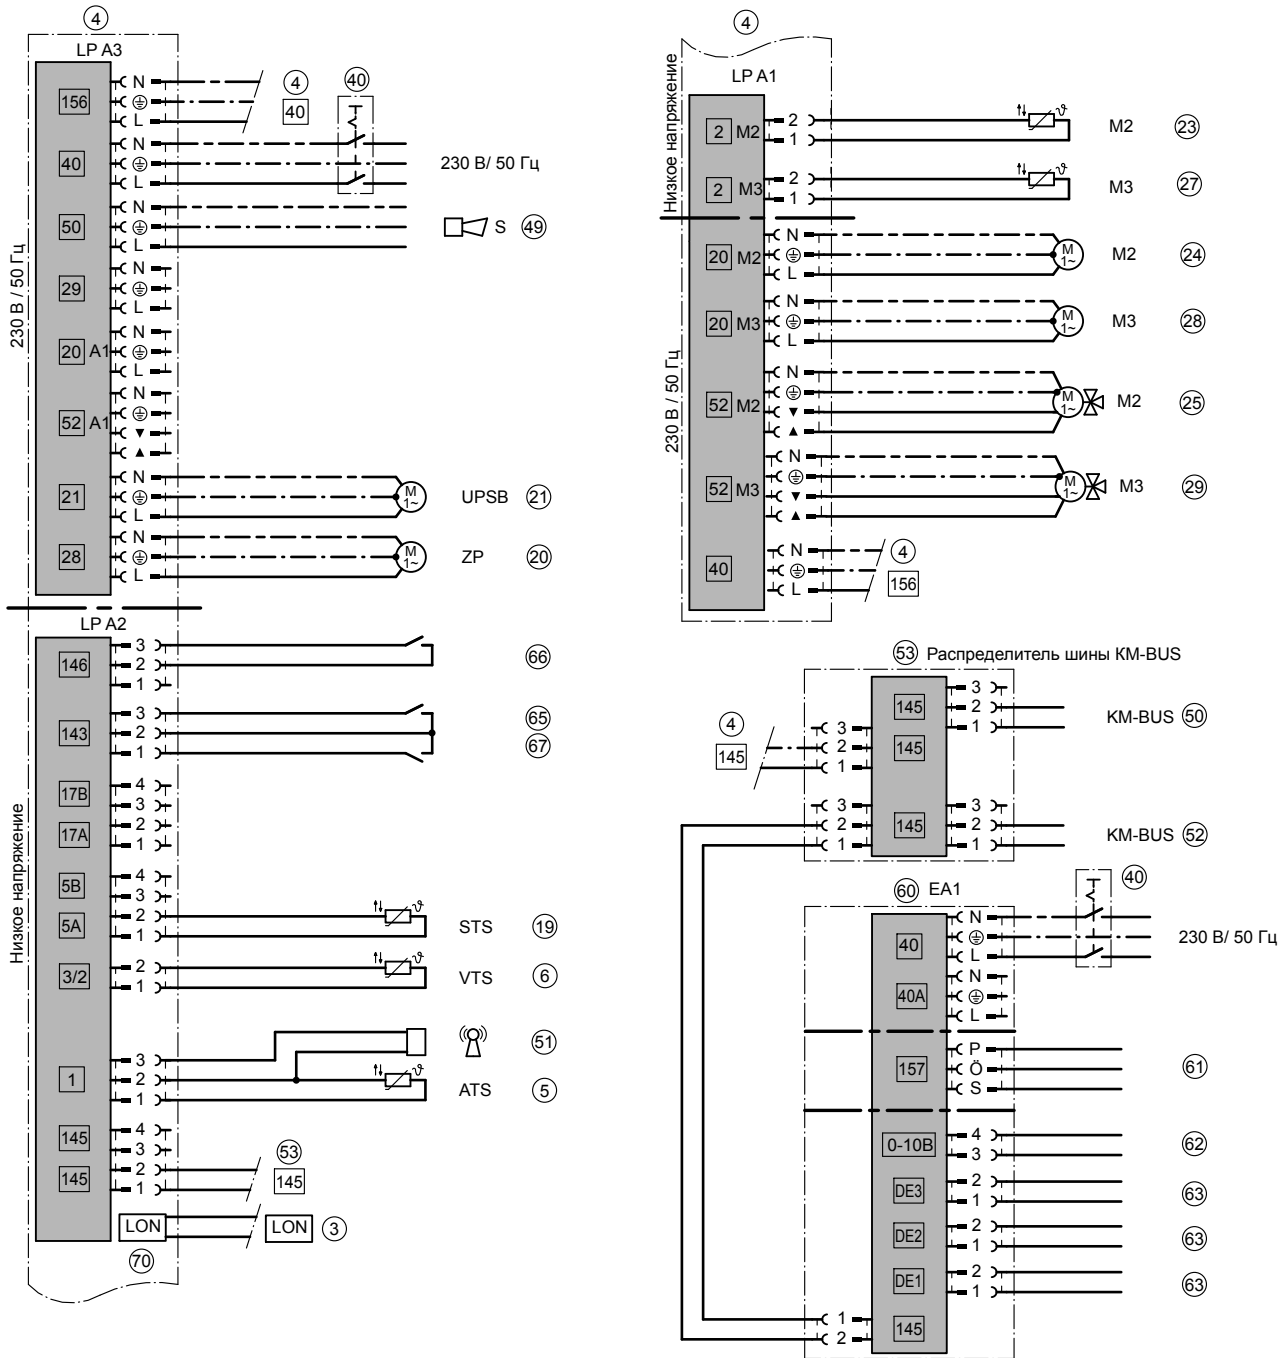 4
LP A3
230 В / 50 Гц
156
N
L
4
40
40
40
N
L
230 В/ 50 Гц
50
N
L
S 49
29
N
L
20 A1
N
L
52 A1
N
▼
▲
21
N
L
M
1~
UPSB 21
28
N
L
M
1~
ZP 20
LP A2
Низкое напряжение
146
3
2
1
66
143
3
2
1
65
67
17B
4
3
17A
2
1
5B
4
3
5A
2
1
ϑ
STS 19
3/2
2
1
ϑ
VTS 6
1
3
2
1
51
ϑ
ATS 5
145
4
3
145
2
1
53
145
LON
LON 3
70
4
LP A1
Низкое напряжение
2 M2
2
1
ϑ
M2 23
2 M3
2
1
ϑ
M3 27
230 В / 50 Гц
20 M2
N
L
M
1~
M2 24
20 M3
N
L
M
1~
M3 28
52 M2
N
▼
▲
M
1~
M2 25
52 M3
N
▼
▲
M
1~
M3 29
40
N
L
4
156
53 Распределитель шины KM-BUS
145
3
2
1
KM-BUS 50
4
145
3
2
1
145
3
2
1
145
3
2
1
KM-BUS 52
60 EA1
40
40
N
L
230 В/ 50 Гц
40A
N
L
157
P
Ö
S
61
0-10В
4
3
62
DE3
2
1
63
DE2
2
1
63
DE1
2
1
63
1
2
145